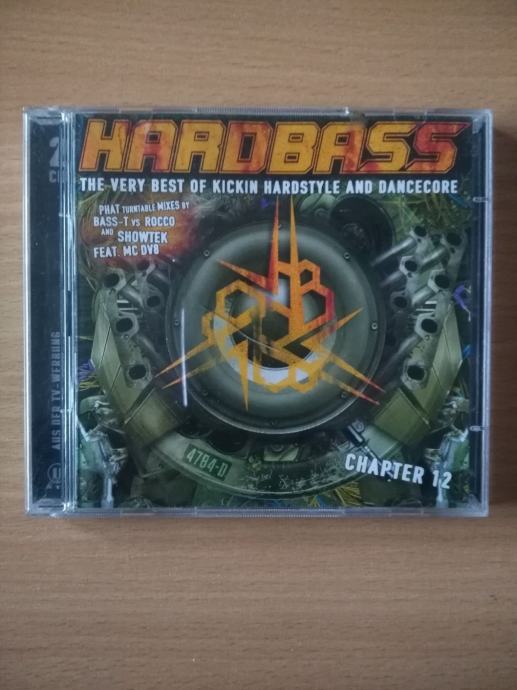 HARDBASS
THE VERY BEST OF KICKIN HARDSTYLE AND DANCECORE
PHAT TURNTABLE MIXES BY
BASS-T VS ROCCO
AND SHOWTEK
FEAT. MC DV8
4784-D
CHAPTER 12
2
CD
AUS DER TV-WERBUNG